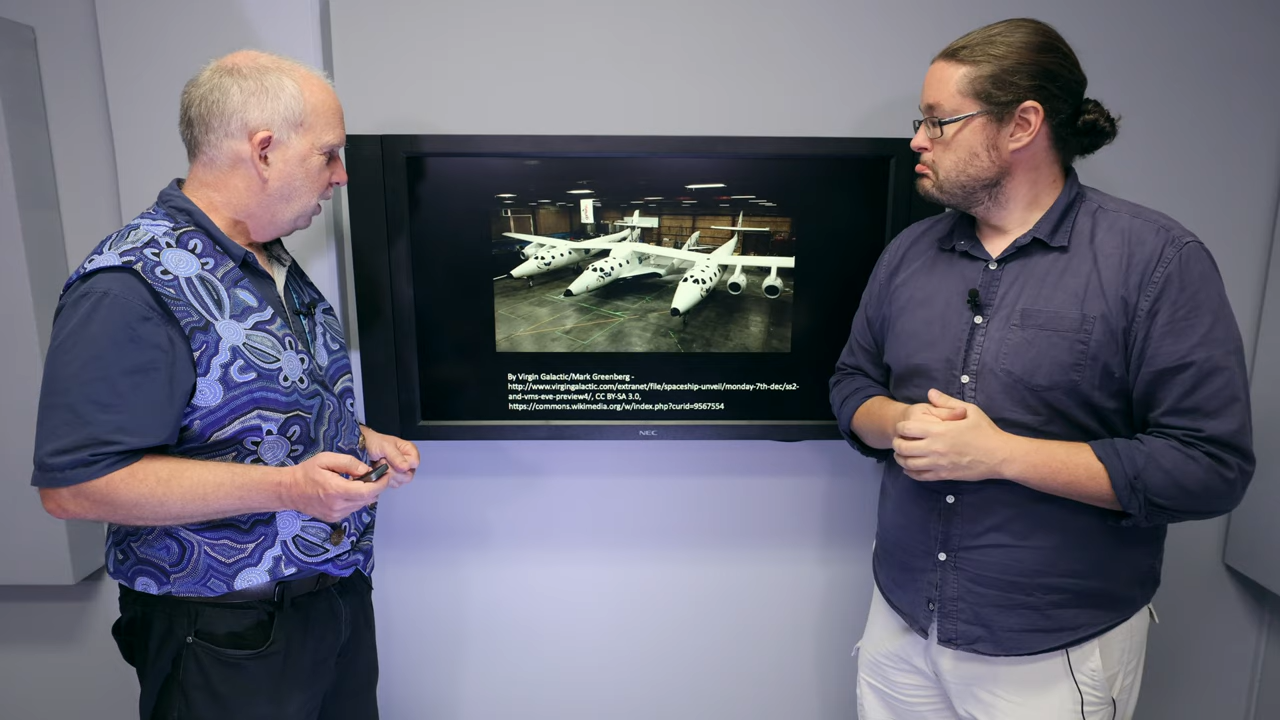 By Virgin Galactic/Mark Greenberg -
http://www.virgingalactic.com/extranet/file/spaceship-unveil/monday-7th-dec/ss2-
and-vms-eve-preview4/, CC BY-SA 3.0,
https://commons.wikimedia.org/w/index.php?curid=9567554
NEC